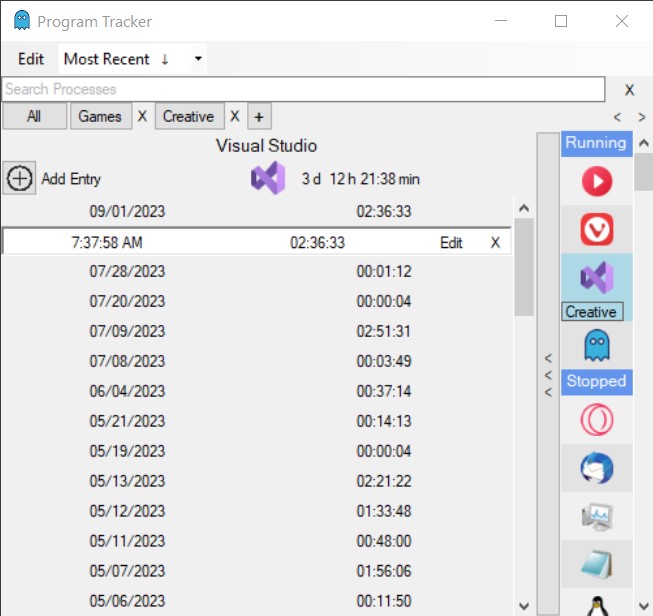 Program Tracker
Edit Most Recent ↓
Search Processes X
All Games X Creative X + < >
Visual Studio
Running
Add Entry 3 d 12 h 21:38 min
09/01/2023 02:36:33
7:37:58 AM 02:36:33 Edit X
07/28/2023 00:01:12
07/20/2023 00:00:04
Creative
07/09/2023 02:51:31
07/08/2023 00:03:49
< < <
Stopped
06/04/2023 00:37:14
05/21/2023 00:14:13
05/19/2023 00:00:04
05/13/2023 02:21:22
05/12/2023 01:33:48
05/11/2023 00:48:00
05/07/2023 01:56:06
05/06/2023 00:11:50